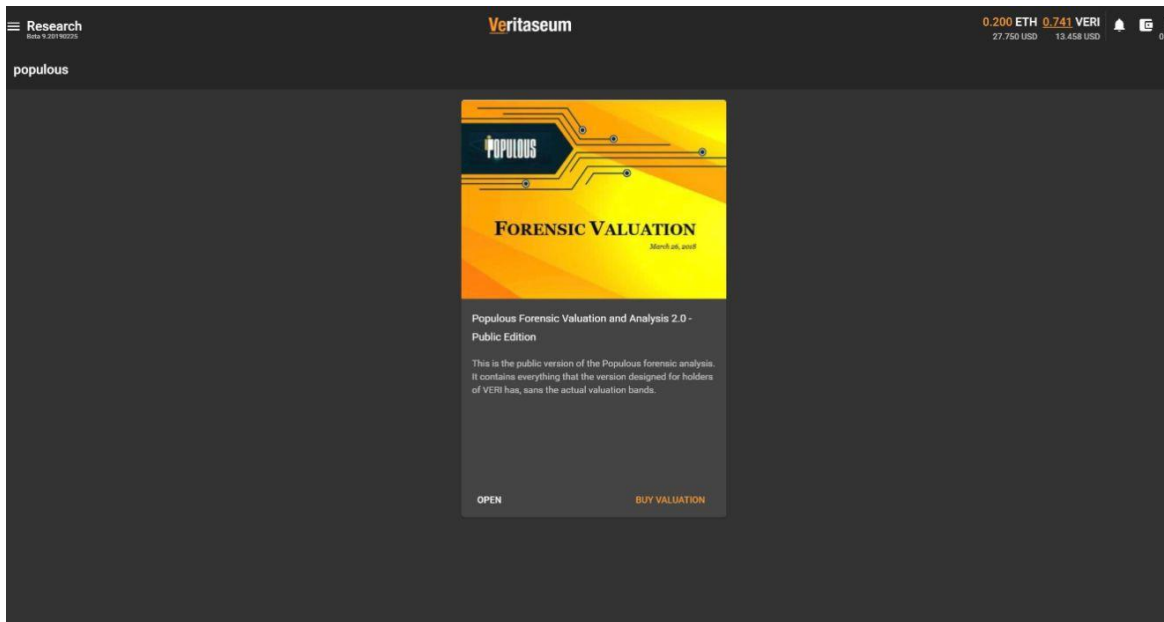 Research
Beta 9.20190225
Veritaseum
0.200 ETH 0.741 VERI
27.750 USD 13.458 USD
0
populous
POPULOUS
FORENSIC VALUATION
March 26, 2018
Populous Forensic Valuation and Analysis 2.0 -
Public Edition
This is the public version of the Populous forensic analysis.
It contains everything that the version designed for holders
of VERI has, sans the actual valuation bands.
OPEN
BUY VALUATION